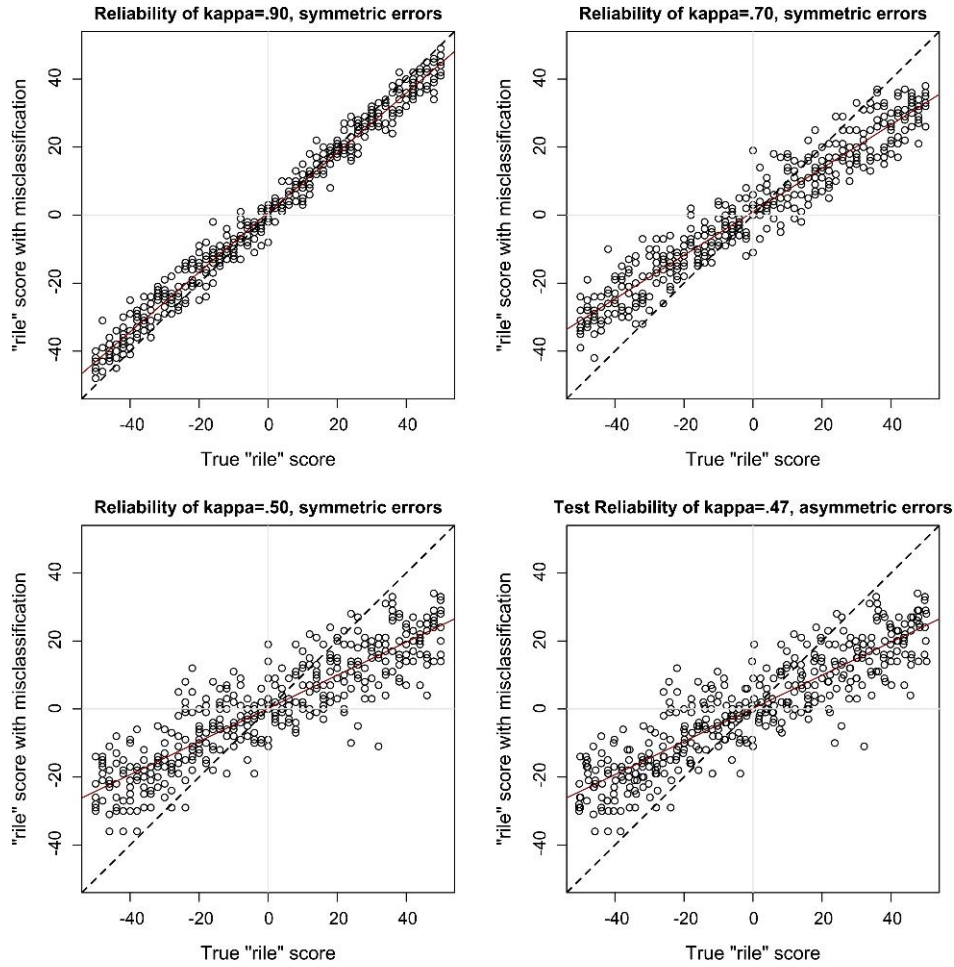 Reliability of kappa=.90, symmetric errors
"rile" score with misclassification
40
20
0
-20
-40
-40 -20 0 20 40
True "rile" score
Reliability of kappa=.70, symmetric errors
"rile" score with misclassification
40
20
0
-20
-40
-40 -20 0 20 40
True "rile" score
Reliability of kappa=.50, symmetric errors
"rile" score with misclassification
40
20
0
-20
-40
-40 -20 0 20 40
True "rile" score
Test Reliability of kappa=.47, asymmetric errors
"rile" score with misclassification
40
20
0
-20
-40
-40 -20 0 20 40
True "rile" score